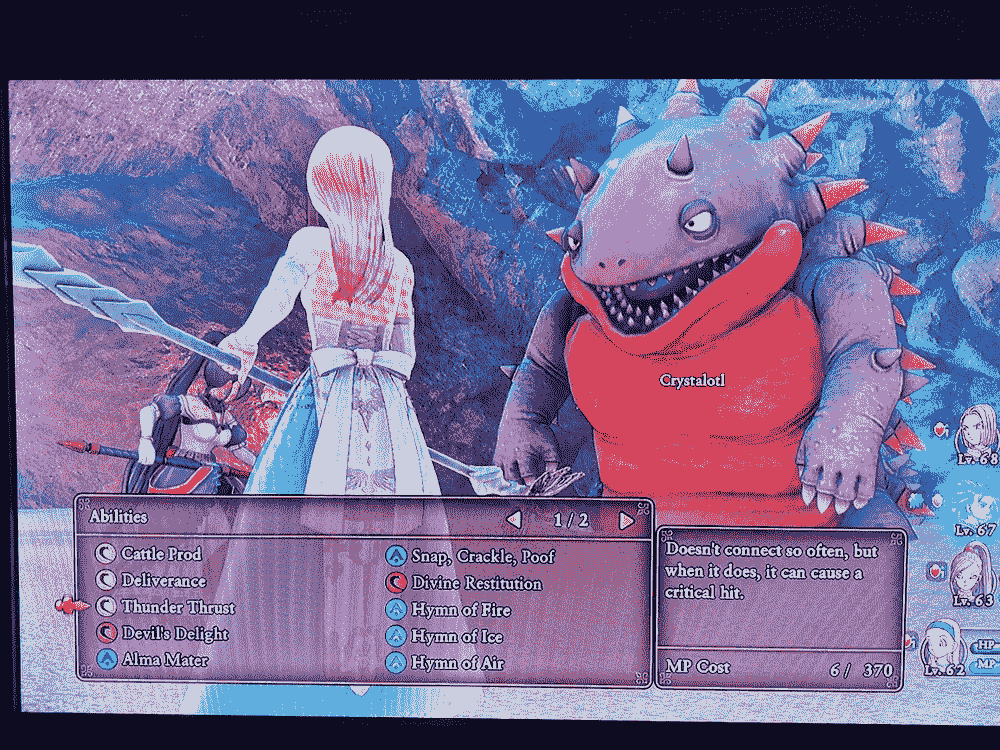 Crystalotl
Lv. 68
Lv. 67
Lv. 63
Lv. 62
HP
MP
Abilities
1 / 2
Cattle Prod
Deliverance
Thunder Thrust
Devil's Delight
Alma Mater
Snap, Crackle, Poof
Divine Restitution
Hymn of Fire
Hymn of Ice
Hymn of Air
Doesn't connect so often, but
when it does, it can cause a
critical hit.
MP Cost
6 / 370